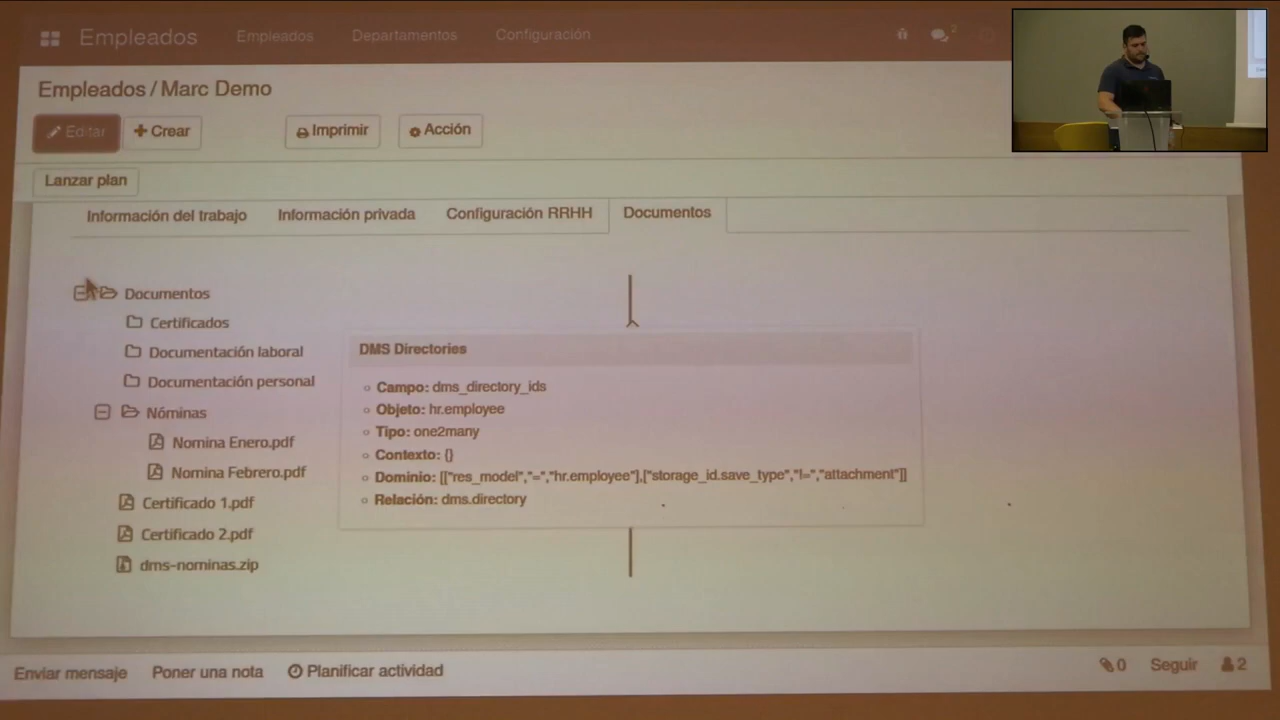 Empleados Empleados Departamentos Configuración 2
Empleados / Marc Demo
Editar Crear Imprimir Acción
Lanzar plan
Información del trabajo Información privada Configuración RRHH Documentos
Documentos
Certificados
Documentación laboral
Documentación personal
Nóminas
Nomina Enero.pdf
Nomina Febrero.pdf
Certificado 1.pdf
Certificado 2.pdf
dms-nominas.zip
DMS Directories
Campo: dms_directory_ids
Objeto: hr.employee
Tipo: one2many
Contexto: {}
Dominio: [["res_model","=","hr.employee"],["storage_id.save_type","!=","attachment"]]
Relación: dms.directory
Enviar mensaje Poner una nota Planificar actividad 0 Seguir 2